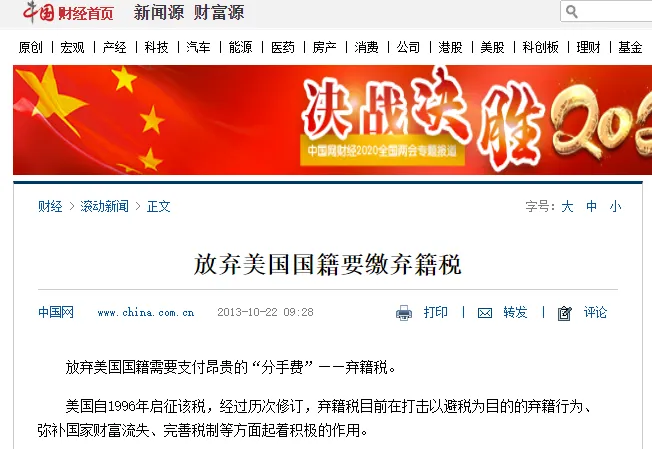 中国 财经首页 新闻源 财富源
原创 | 宏观 | 产经 | 科技 | 汽车 | 能源 | 医药 | 房产 | 消费 | 公司 | 港股 | 美股 | 科创板 | 理财 | 基金
决战决胜 202
中国网财经2020全国两会专题报道
财经 > 滚动新闻 > 正文 字号：大 中 小
放弃美国国籍要缴弃籍税
中国网 www.china.com.cn 2013-10-22 09:28 打印 | 转发 | 评论
放弃美国国籍需要支付昂贵的“分手费”——弃籍税。
美国自1996年启征该税，经过历次修订，弃籍税目前在打击以避税为目的的弃籍行为、
弥补国家财富流失、完善税制等方面起着积极的作用。